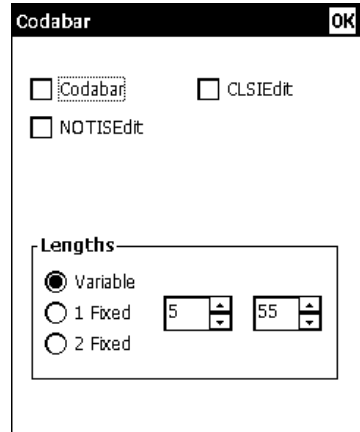 Codabar OK
Codabar CLSIEdit
NOTISEdit
Lengths
Variable
1 Fixed 5 55
2 Fixed